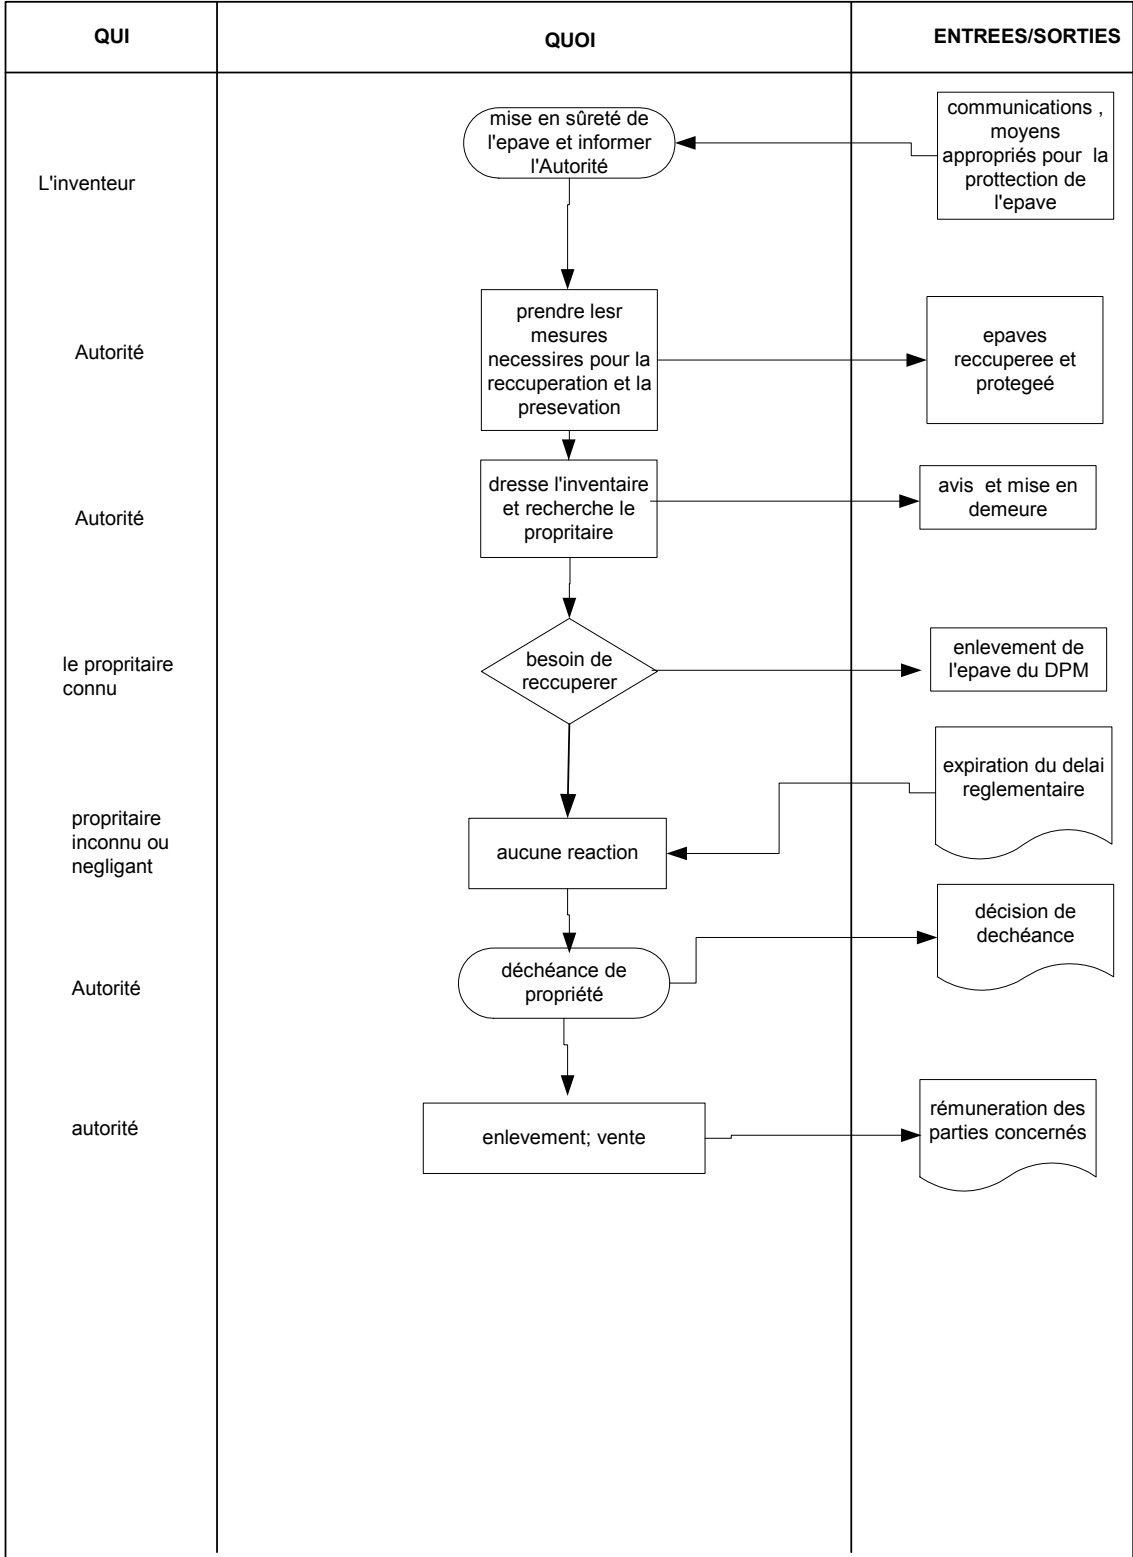 QUI
QUOI
ENTREES/SORTIES
L'inventeur
mise en sûreté de
l'epave et informer
l'Autorité
communications ,
moyens
appropriés pour la
prottection de
l'epave
Autorité
prendre lesr
mesures
necessires pour la
reccuperation et la
presevation
epaves
reccuperee et
protegeé
Autorité
dresse l'inventaire
et recherche le
propritaire
avis et mise en
demeure
le propritaire
connu
besoin de
reccuperer
enlevement de
l'epave du DPM
propritaire
inconnu ou
negligant
aucune reaction
expiration du delai
reglementaire
Autorité
déchéance de
propriété
décision de
dechéance
autorité
enlevement; vente
rémuneration des
parties concernés